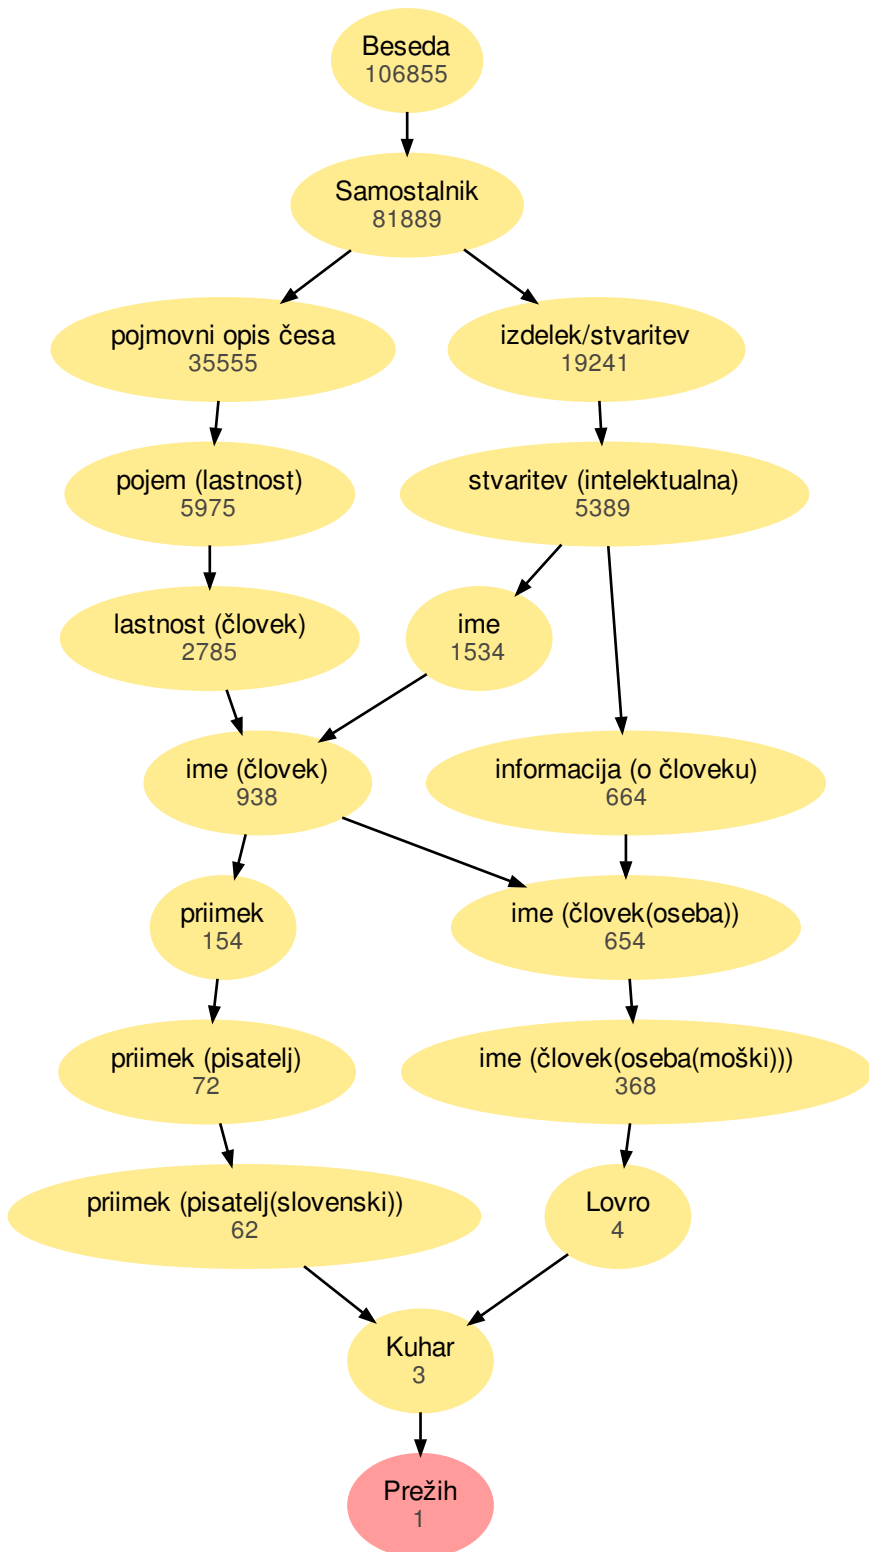 Beseda
106855
Samostalnik
81889
pojmovni opis česa
35555
izdelek/stvaritev
19241
pojem (lastnost)
5975
stvaritev (intelektualna)
5389
lastnost (človek)
2785
ime
1534
ime (človek)
938
informacija (o človeku)
664
priimek
154
ime (človek(oseba))
654
priimek (pisatelj)
72
ime (človek(oseba(moški)))
368
priimek (pisatelj(slovenski))
62
Lovro
4
Kuhar
3
Prežih
1